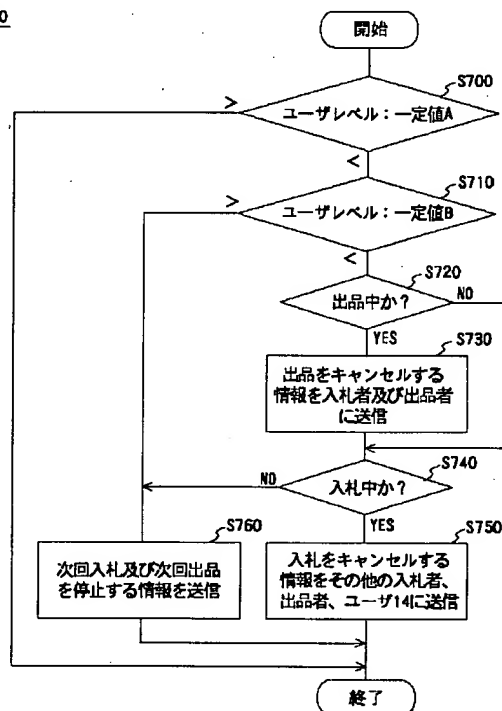 0
開始
S700
ユーザレベル:一定値A
>
<
S710
ユーザレベル:一定値B
>
<
S720
出品中か?
NO
YES
S730
出品をキャンセルする
情報を入札者及び出品者
に送信
S740
入札中か?
NO
YES
S760
次回入札及び次回出品
を停止する情報を送信
S750
入札をキャンセルする
情報をその他の入札者、
出品者、ユーザ14に送信
終了